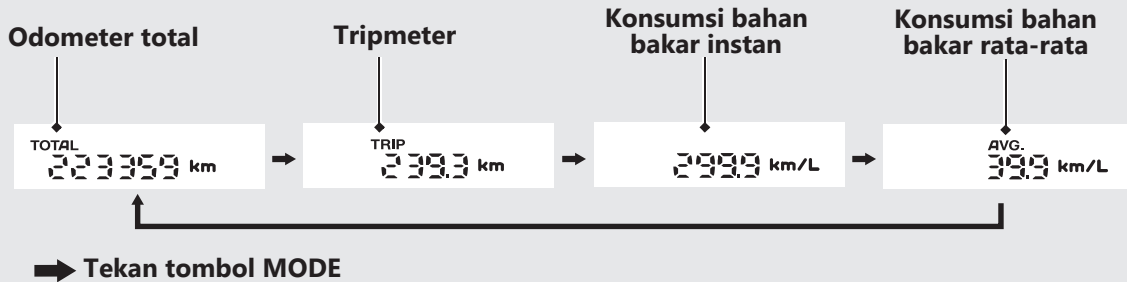 Odometer total
Tripmeter
Konsumsi bahan
bakar instan
Konsumsi bahan
bakar rata-rata
TOTAL
223359 km
TRIP
239.3 km
299.9 km/L
AVG.
39.9 km/L
Tekan tombol MODE